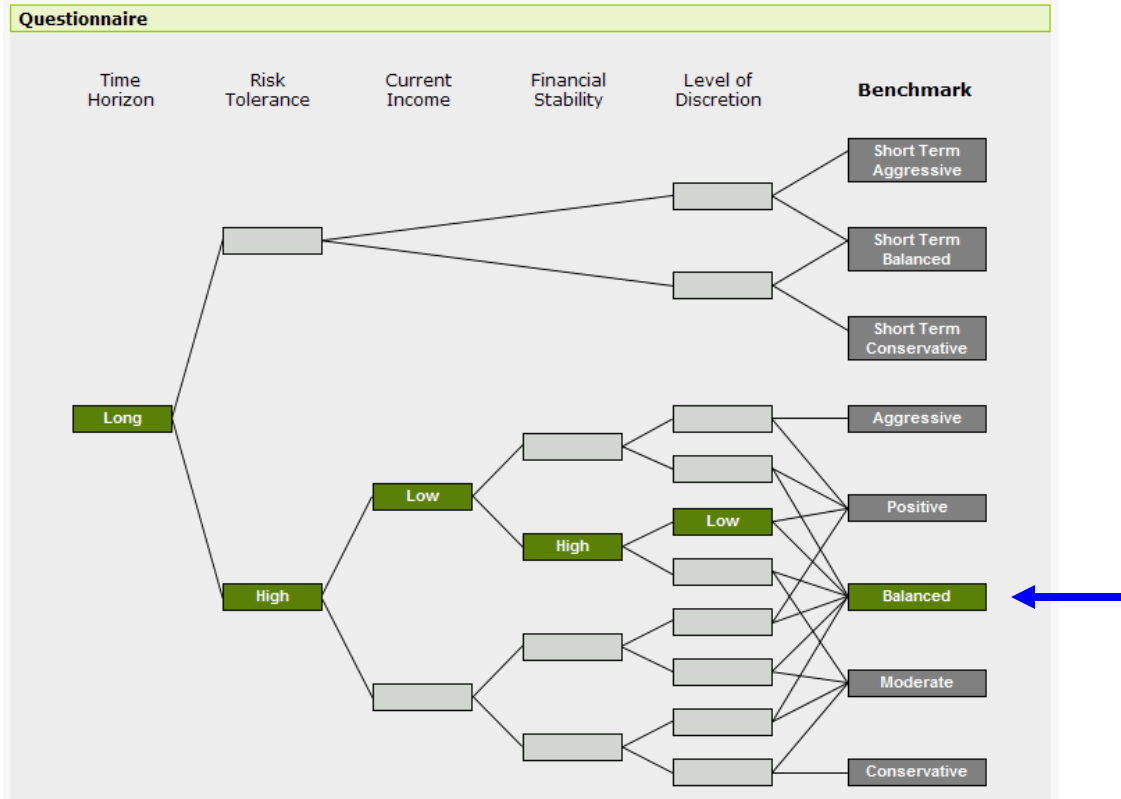 Questionnaire
Time
Horizon
Risk
Tolerance
Current
Income
Financial
Stability
Level of
Discretion
Benchmark
Short Term
Aggressive
Short Term
Balanced
Short Term
Conservative
Long
Aggressive
Low
Positive
Low
High
High
Balanced
Moderate
Conservative